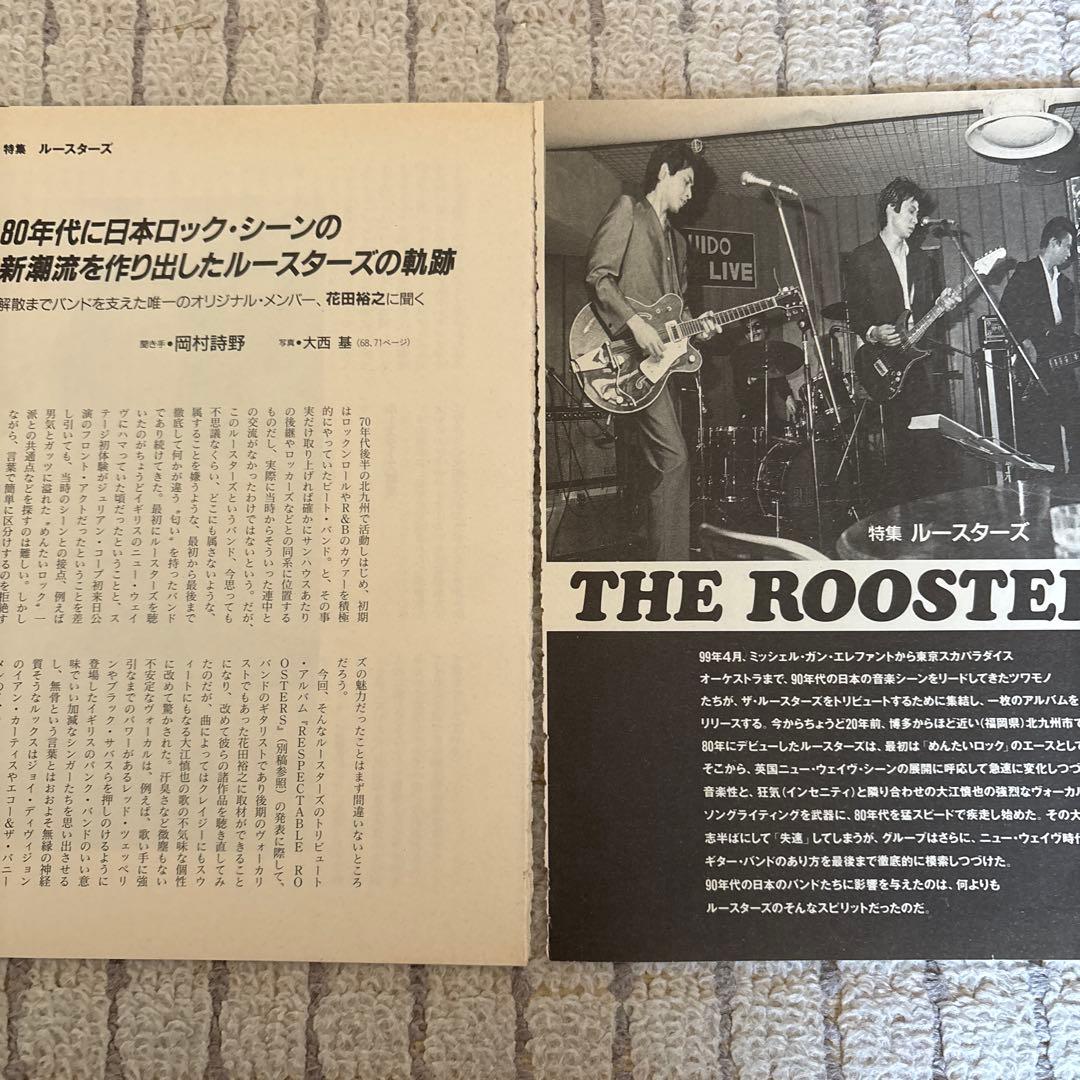 特集 ルースターズ
80年代に日本ロック・シーンの
新潮流を作り出したルースターズの軌跡
解散までバンドを支えた唯一のオリジナル・メンバー、花田裕之に聞く
聞き手●岡村詩野 写真●大西 基(68、71ページ)
70年代後半の北九州で活動しはじめ、初期
はロックンロールやR&Bのカヴァーを積極
的にやっていたビート・バンド。と、その事
実だけ取り上げれば確かにサンハウスあたり
の後継やロッカーズなどとの同系に位置する
ものだし、実際に当時からそういった連中と
の交流がなかったわけではないという。だが、
このルースターズというバンド、今思っても
不思議なくらい、どこにも属さないような、
属することを嫌うような、最初から最後まで
徹底して何かが違う〝匂い〟を持ったバンド
であり続けてきた。最初にルースターズを聴
いたのがちょうどイギリスのニュー・ウェイ
ヴにハマっていた頃だったということと、ス
テージ初体験がジュリアン・コープ初来日公
演のフロント・アクトだったということを差
し引いても、当時のシーンとの接点、例えば
男気とガッツに溢れた〝めんたいロック〟一
派との共通点などを探すのは難しい。しかし
ながら、言葉で簡単に区分けするのを拒絶す
ズの魅力だったことはまず間違いないところ
だろう。
今回、そんなルースターズのトリビュート
・アルバム『RESPECTABLE RO
OSTERS』(別稿参照)の発表に際して、
バンドのギタリストであり後期のヴォーカリ
ストでもあった花田裕之に取材ができること
になり、改めて彼らの諸作品を聴き直してみ
たのだが、曲によってはクレイジーにもスウ
ィートにもなる大江慎也の歌の不気味な個性
に改めて驚かされた。汗臭さなど微塵もない
不安定なヴォーカルは、例えば、歌い手に強
引なまでのパワーがあるレッド・ツェッペリ
ンやブラック・サバスらを押しのけるように
登場したイギリスのパンク・バンドのいい意
味でいい加減なシンガーたちを思い出させる
し、無骨という言葉とはおおよそ無縁の神経
質そうなルックスはジョイ・ディヴィジョン
のイアン・カーティスやエコー&ザ・バニー
UIDO
LIVE
特集 ルースターズ
THE ROOSTE
99年4月、ミッシェル・ガン・エレファントから東京スカパラダイス
オーケストラまで、90年代の日本の音楽シーンをリードしてきたツワモノ
たちが、ザ・ルースターズをトリビュートするために集結し、一枚のアルバムを
リリースする。今からちょうど20年前、博多からほど近い(福岡県)北九州市で
80年にデビューしたルースターズは、最初は「めんたいロック」のエースとして
そこから、英国ニュー・ウェイヴ・シーンの展開に呼応して急速に変化しつづ
音楽性と、狂気(インセニティ)と隣り合わせの大江慎也の強烈なヴォーカル
ソングライティングを武器に、80年代を猛スピードで疾走し始めた。その大
志半ばにして「失速」してしまうが、グループはさらに、ニュー・ウェイヴ時代
ギター・バンドのあり方を最後まで徹底的に模索しつづけた。
90年代の日本のバンドたちに影響を与えたのは、何よりも
ルースターズのそんなスピリットだったのだ。